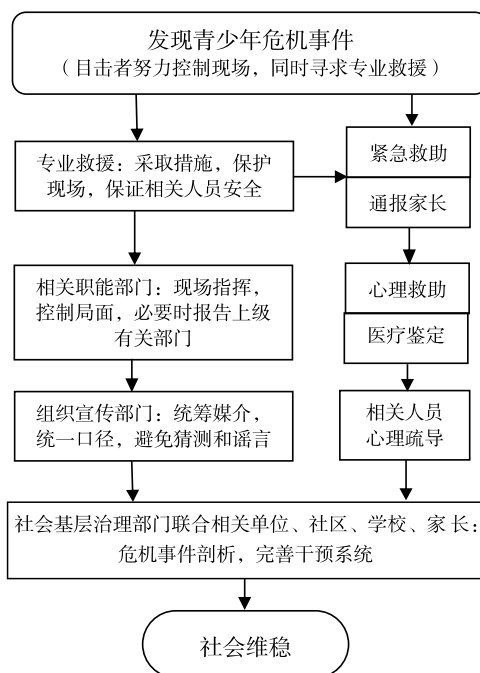 发现青少年危机事件
（目击者努力控制现场，同时寻求专业救援）
专业救援：采取措施，保护
现场，保证相关人员安全
紧急救助
通报家长
相关职能部门：现场指挥，
控制局面，必要时报告上级
有关部门
心理救助
医疗鉴定
组织宣传部门：统筹媒介，
统一口径，避免猜测和谣言
相关人员
心理疏导
社会基层治理部门联合相关单位、社区、学校、家长：
危机事件剖析，完善干预系统
社会维稳